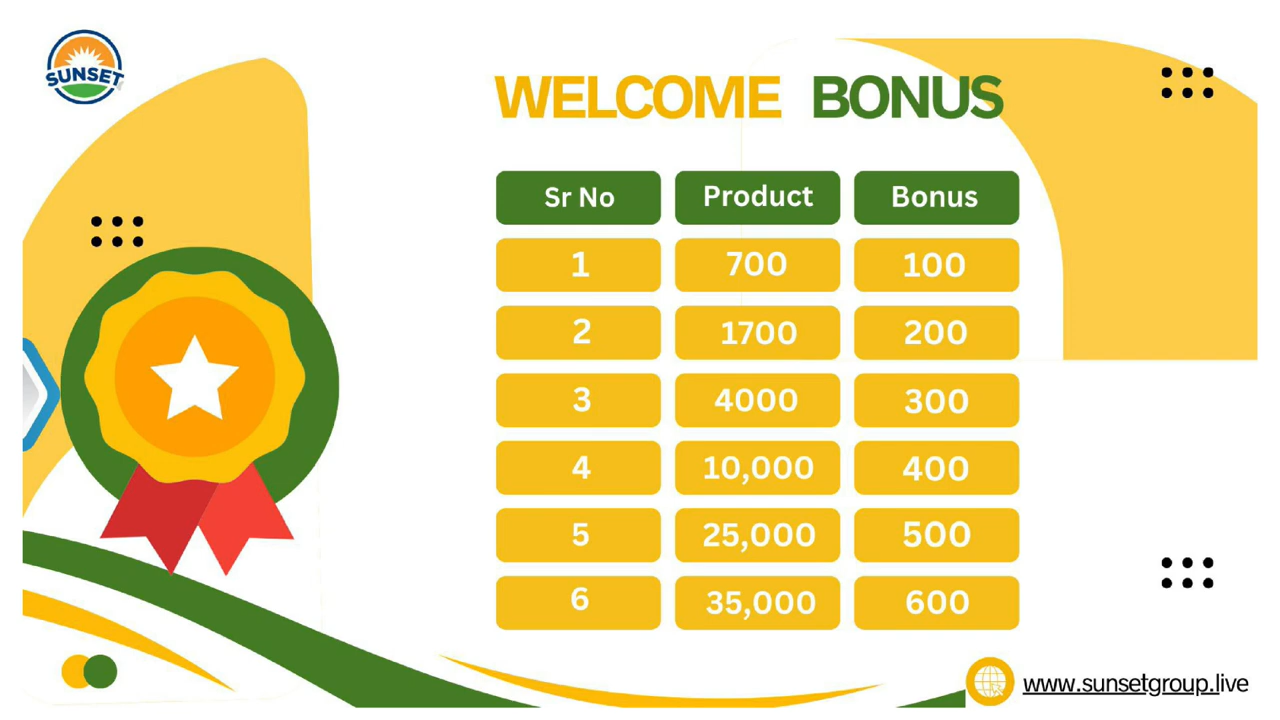 SUNSET
WELCOME BONUS
Sr No Product Bonus
1 700 100
2 1700 200
3 4000 300
4 10,000 400
5 25,000 500
6 35,000 600
www.sunsetgroup.live